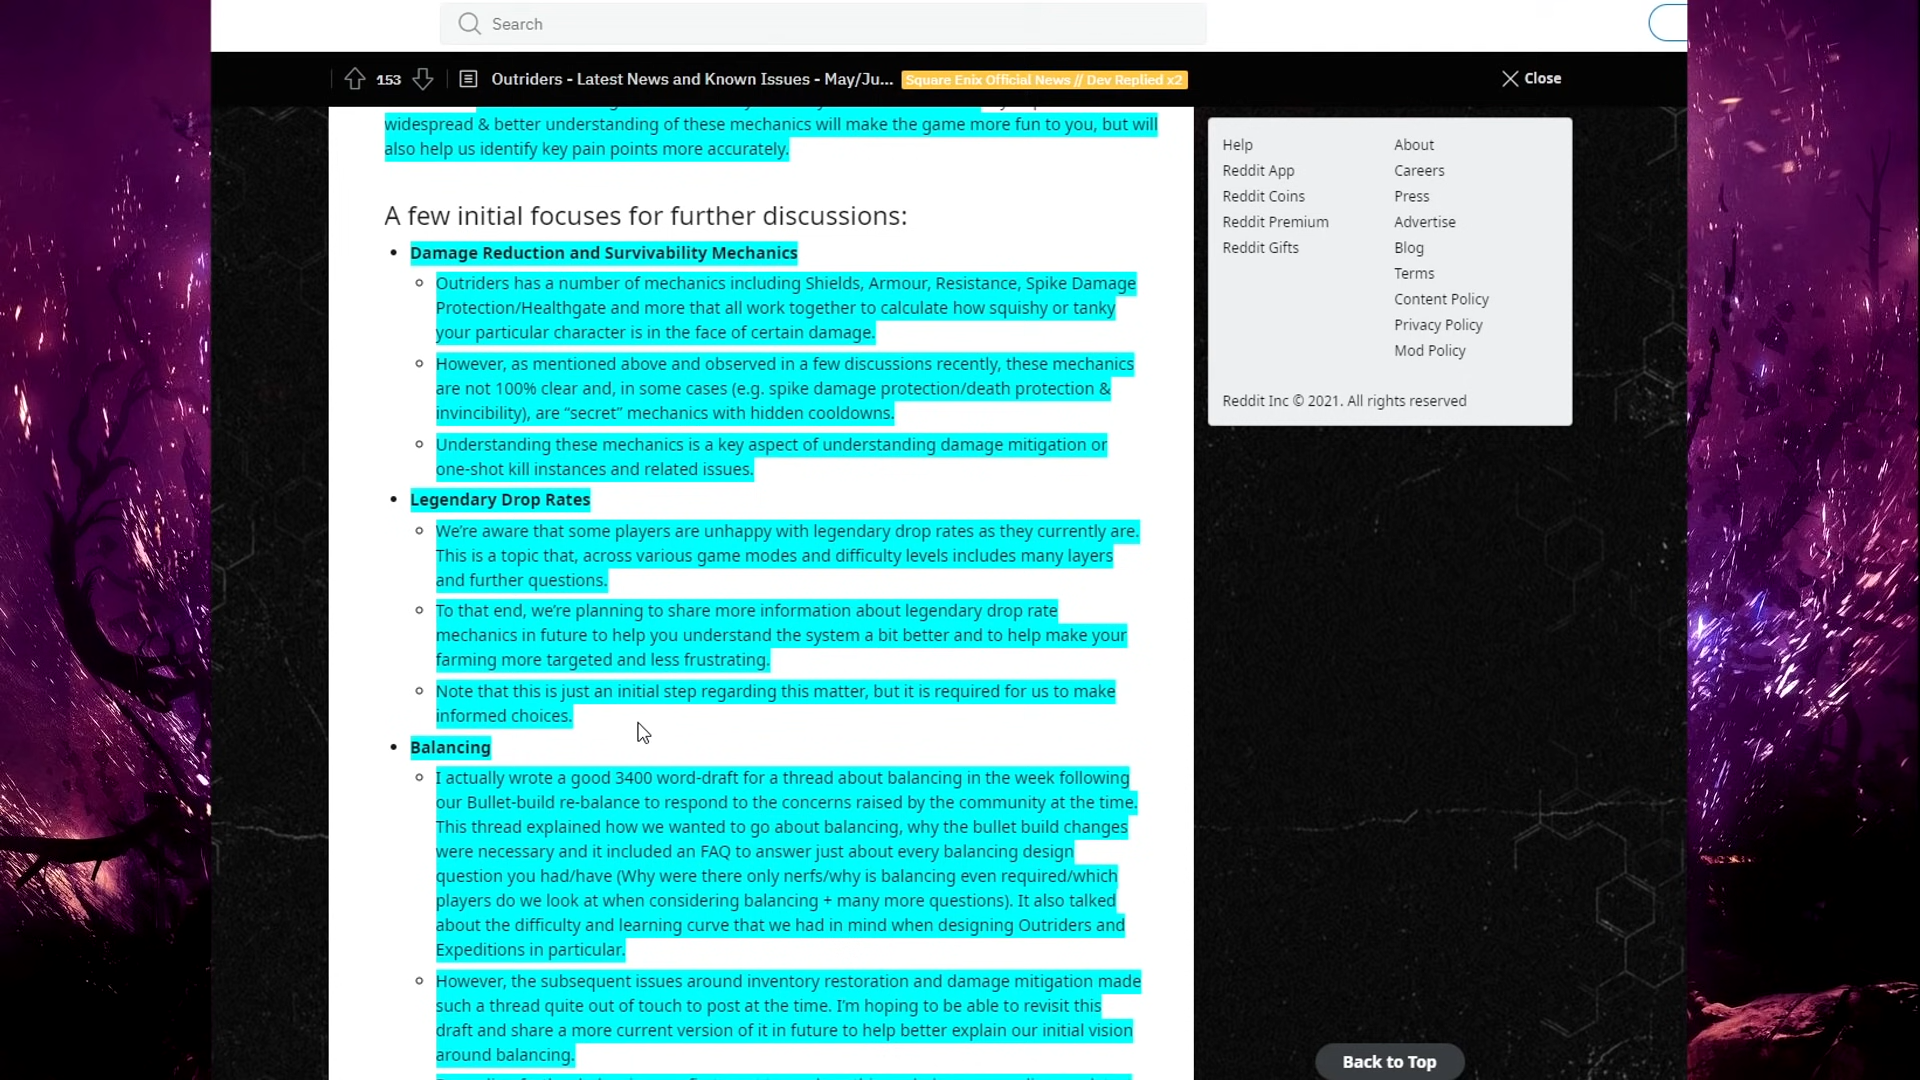 Search
153
Outriders - Latest News and Known Issues - May/Ju...
Square Enix Official News // Dev Replied x2
Close
widespread & better understanding of these mechanics will make the game more fun to you, but will
also help us identify key pain points more accurately.
A few initial focuses for further discussions:
Damage Reduction and Survivability Mechanics
Outriders has a number of mechanics including Shields, Armour, Resistance, Spike Damage
Protection/Healthgate and more that all work together to calculate how squishy or tanky
your particular character is in the face of certain damage.
However, as mentioned above and observed in a few discussions recently, these mechanics
are not 100% clear and, in some cases (e.g. spike damage protection/death protection &
invincibility), are “secret” mechanics with hidden cooldowns.
Understanding these mechanics is a key aspect of understanding damage mitigation or
one-shot kill instances and related issues.
Legendary Drop Rates
We’re aware that some players are unhappy with legendary drop rates as they currently are.
This is a topic that, across various game modes and difficulty levels includes many layers
and further questions.
To that end, we’re planning to share more information about legendary drop rate
mechanics in future to help you understand the system a bit better and to help make your
farming more targeted and less frustrating.
Note that this is just an initial step regarding this matter, but it is required for us to make
informed choices.
Balancing
I actually wrote a good 3400 word-draft for a thread about balancing in the week following
our Bullet-build re-balance to respond to the concerns raised by the community at the time.
This thread explained how we wanted to go about balancing, why the bullet build changes
were necessary and it included an FAQ to answer just about every balancing design
question you had/have (Why were there only nerfs/why is balancing even required/which
players do we look at when considering balancing + many more questions). It also talked
about the difficulty and learning curve that we had in mind when designing Outriders and
Expeditions in particular.
However, the subsequent issues around inventory restoration and damage mitigation made
such a thread quite out of touch to post at the time. I’m hoping to be able to revisit this
draft and share a more current version of it in future to help better explain our initial vision
around balancing.
Help
Reddit App
Reddit Coins
Reddit Premium
Reddit Gifts
About
Careers
Press
Advertise
Blog
Terms
Content Policy
Privacy Policy
Mod Policy
Reddit Inc © 2021. All rights reserved
Back to Top